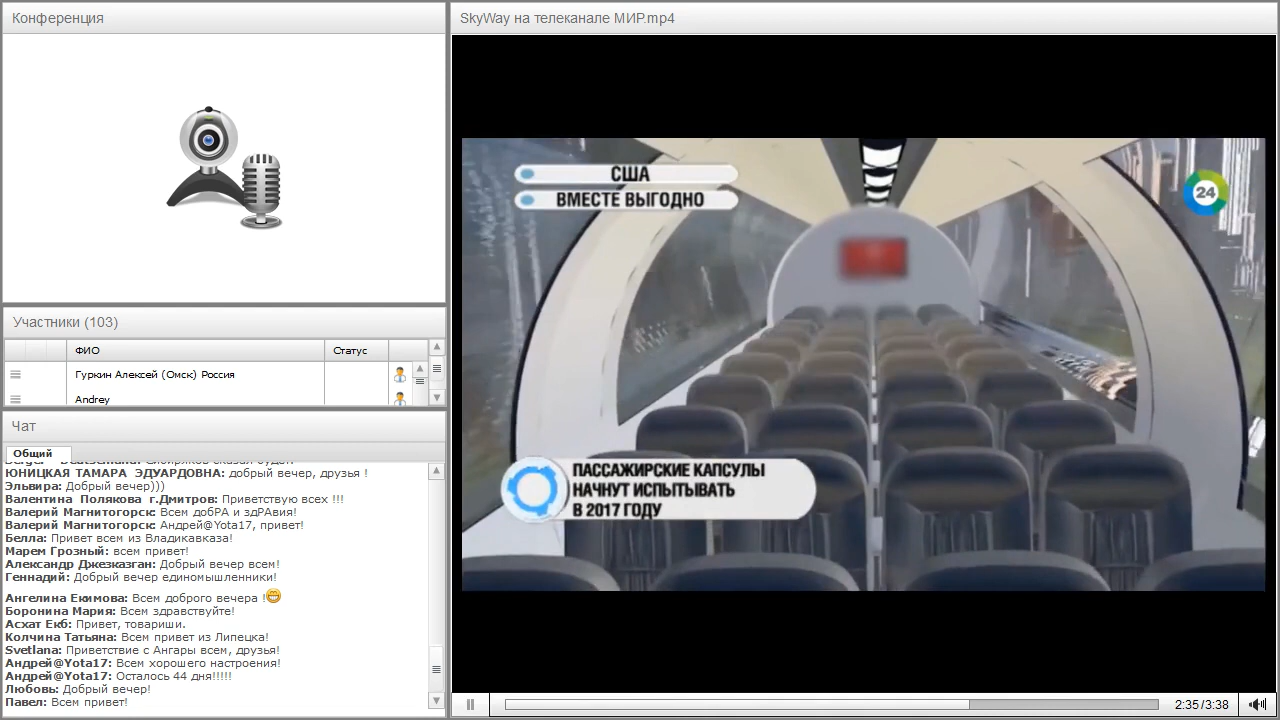 Конференция
SkyWay на телеканале МИР.mp4
США
ВМЕСТЕ ВЫГОДНО
24
ПАССАЖИРСКИЕ КАПСУЛЫ
НАЧНУТ ИСПЫТЫВАТЬ
В 2017 ГОДУ
Участники (103)
ФИО Статус
Гуркин Алексей (Омск) Россия
Andrey
Чат
Общий
ЮНИЦКАЯ ТАМАРА ЭДУАРДОВНА: добрый вечер, друзья !
Эльвира: Добрый вечер)))
Валентина Полякова г.Дмитров: Приветствую всех !!!
Валерий Магнитогорск: Всем добРА и здРАвия!
Валерий Магнитогорск: Андрей@Yota17, привет!
Белла: Привет всем из Владикавказа!
Марем Грозный: всем привет!
Александр Джезказган: Добрый вечер всем!
Геннадий: Добрый вечер единомышленники!
Ангелина Екимова: Всем доброго вечера !
Боронина Мария: Всем здравствуйте!
Асхат Екб: Привет, товариши.
Колчина Татьяна: Всем привет из Липецка!
Svetlana: Приветствие с Ангары всем, друзья!
Андрей@Yota17: Всем хорошего настроения!
Андрей@Yota17: Осталось 44 дня!!!!!
Любовь: Добрый вечер!
Павел: Всем привет!
2:35/3:38